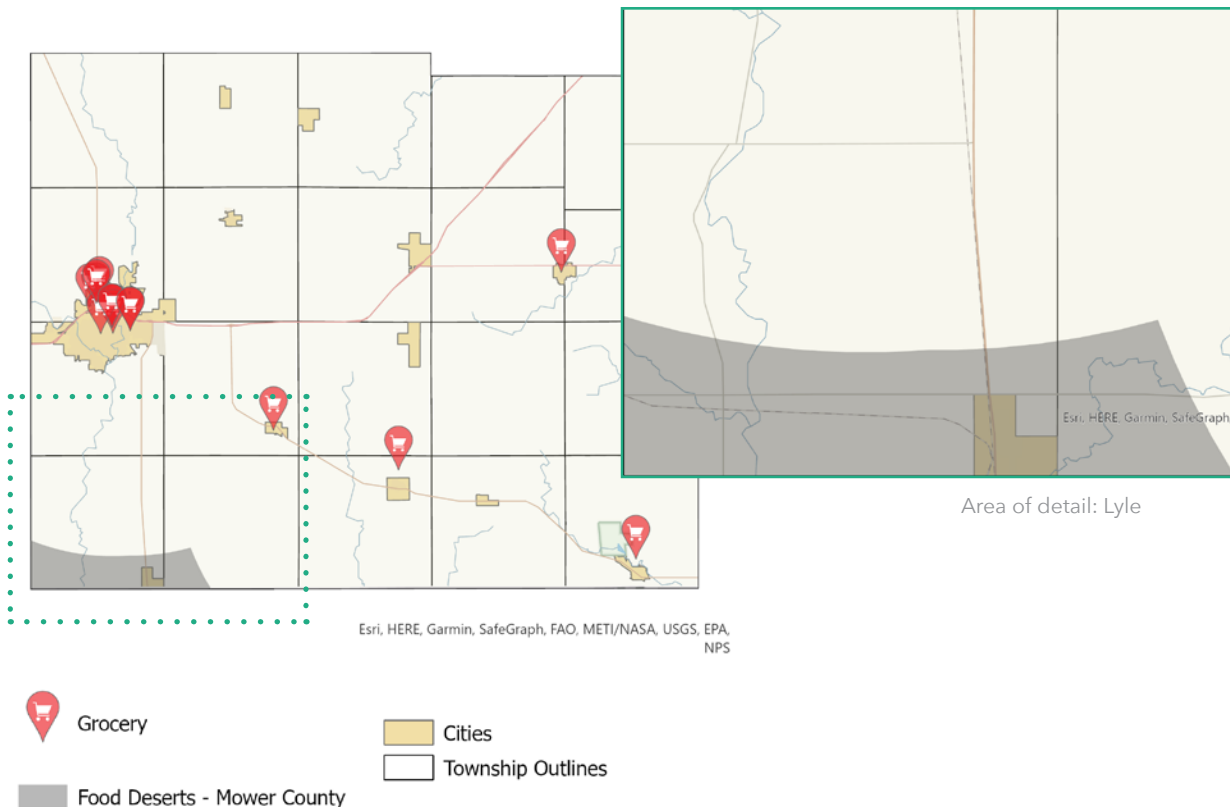 Esri, HERE, Garmin, SafeGraph
Area of detail: Lyle
Esri, HERE, Garmin, SafeGraph, FAO, METI/NASA, USGS, EPA,
NPS
Grocery
Cities
Township Outlines
Food Deserts - Mower County